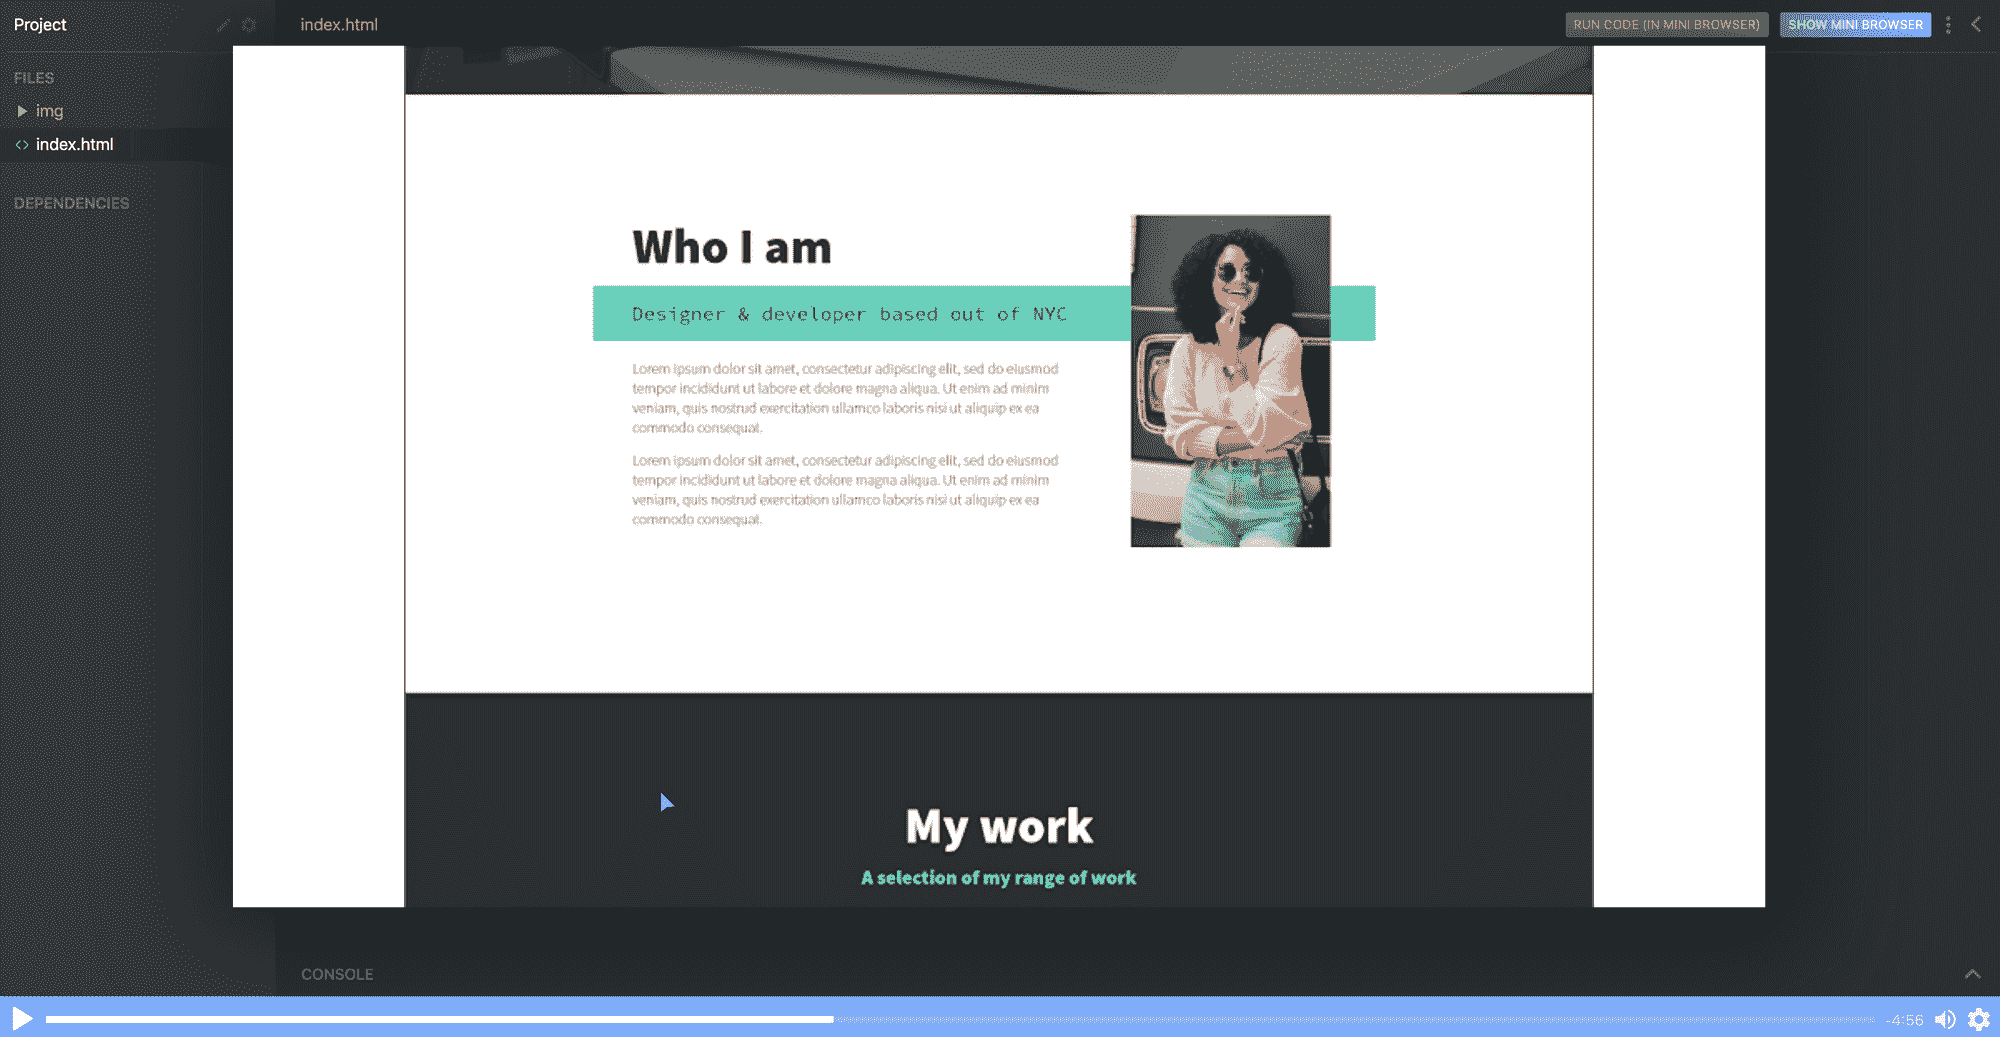 Project
index.html
RUN CODE (IN MINI BROWSER)
SHOW MINI BROWSER
FILES
img
index.html
DEPENDENCIES
Who I am
Designer & developer based out of NYC
Lorem ipsum dolor sit amet, consectetur adipiscing elit, sed do eiusmod
tempor incididunt ut labore et dolore magna aliqua. Ut enim ad minim
veniam, quis nostrud exercitation ullamco laboris nisi ut aliquip ex ea
commodo consequat.
Lorem ipsum dolor sit amet, consectetur adipiscing elit, sed do eiusmod
tempor incididunt ut labore et dolore magna aliqua. Ut enim ad minim
veniam, quis nostrud exercitation ullamco laboris nisi ut aliquip ex ea
commodo consequat.
My work
A selection of my range of work
CONSOLE
-4:56